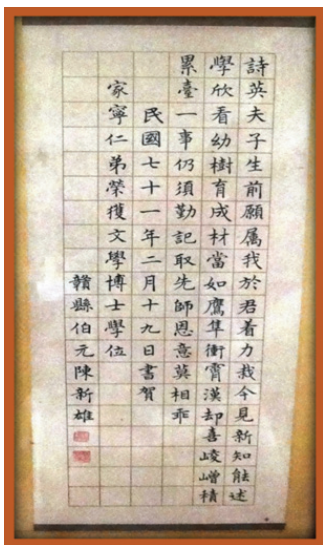 詩英夫子生前願属我於君着力栽今見新知能述
學欣看幼樹育成材當如鷹隼衝霄漢却喜崚嶒積
累臺一事仍須勤記取先師恩意莫相乖
民國七十一年二月十九日書賀
家寧仁弟榮獲文學博士學位
贛縣伯元陳新雄